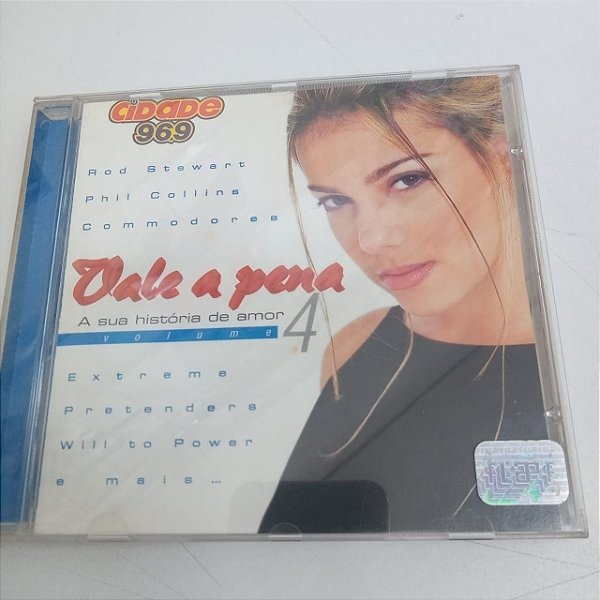 CIDADE
96,9
Rod Stewart
Phil Collins
Commodores
Vale a pena
A sua história de amor
volume 4
Extreme
Pretenders
Will to Power
e mais...